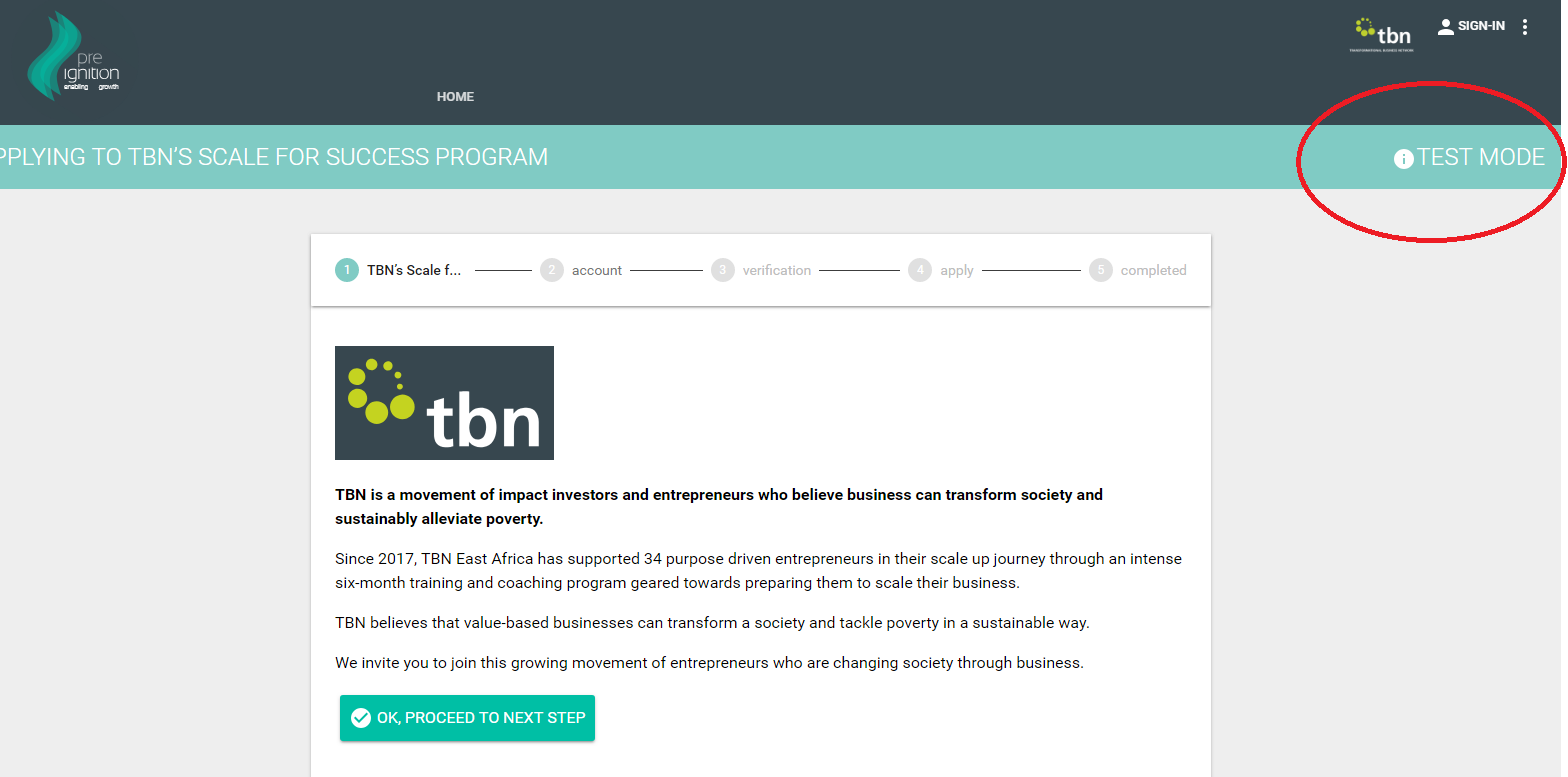 pre
ignition
enabling growth
tbn
TRANSFORMATIONAL BUSINESS NETWORK
SIGN-IN
HOME
PPLYING TO TBN’S SCALE FOR SUCCESS PROGRAM
TEST MODE
1 TBN’s Scale f...
2 account
3 verification
4 apply
5 completed
tbn
TBN is a movement of impact investors and entrepreneurs who believe business can transform society and
sustainably alleviate poverty.
Since 2017, TBN East Africa has supported 34 purpose driven entrepreneurs in their scale up journey through an intense
six-month training and coaching program geared towards preparing them to scale their business.
TBN believes that value-based businesses can transform a society and tackle poverty in a sustainable way.
We invite you to join this growing movement of entrepreneurs who are changing society through business.
OK, PROCEED TO NEXT STEP